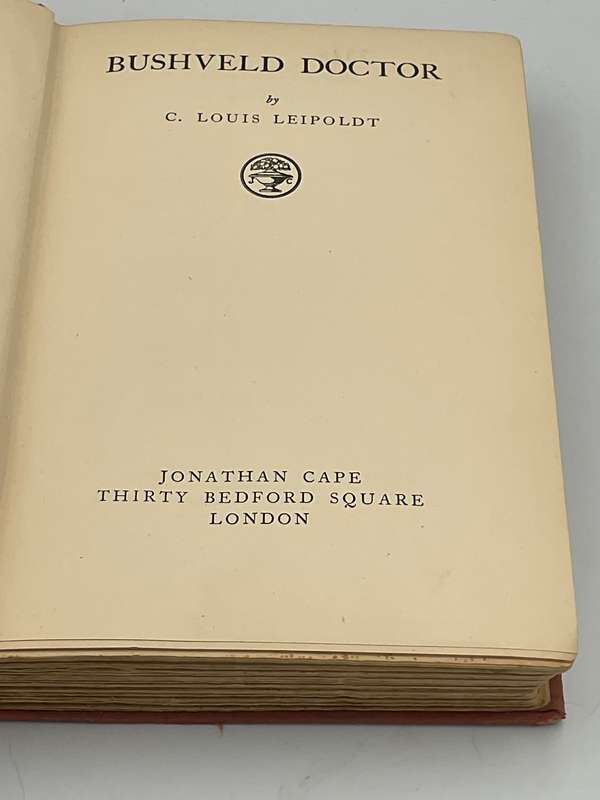 BUSHVELD DOCTOR
by
C. LOUIS LEIPOLDT
J C
JONATHAN CAPE
THIRTY BEDFORD SQUARE
LONDON